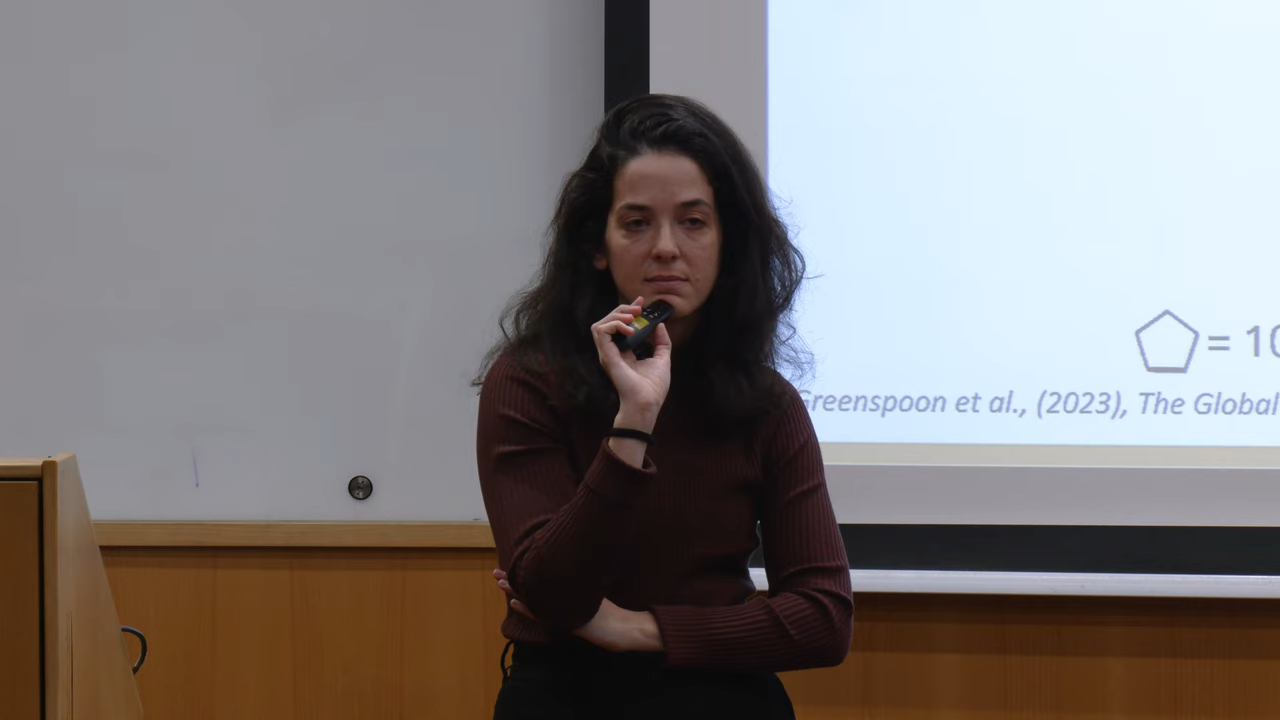 = 10
Greenspoon et al., (2023), The Global